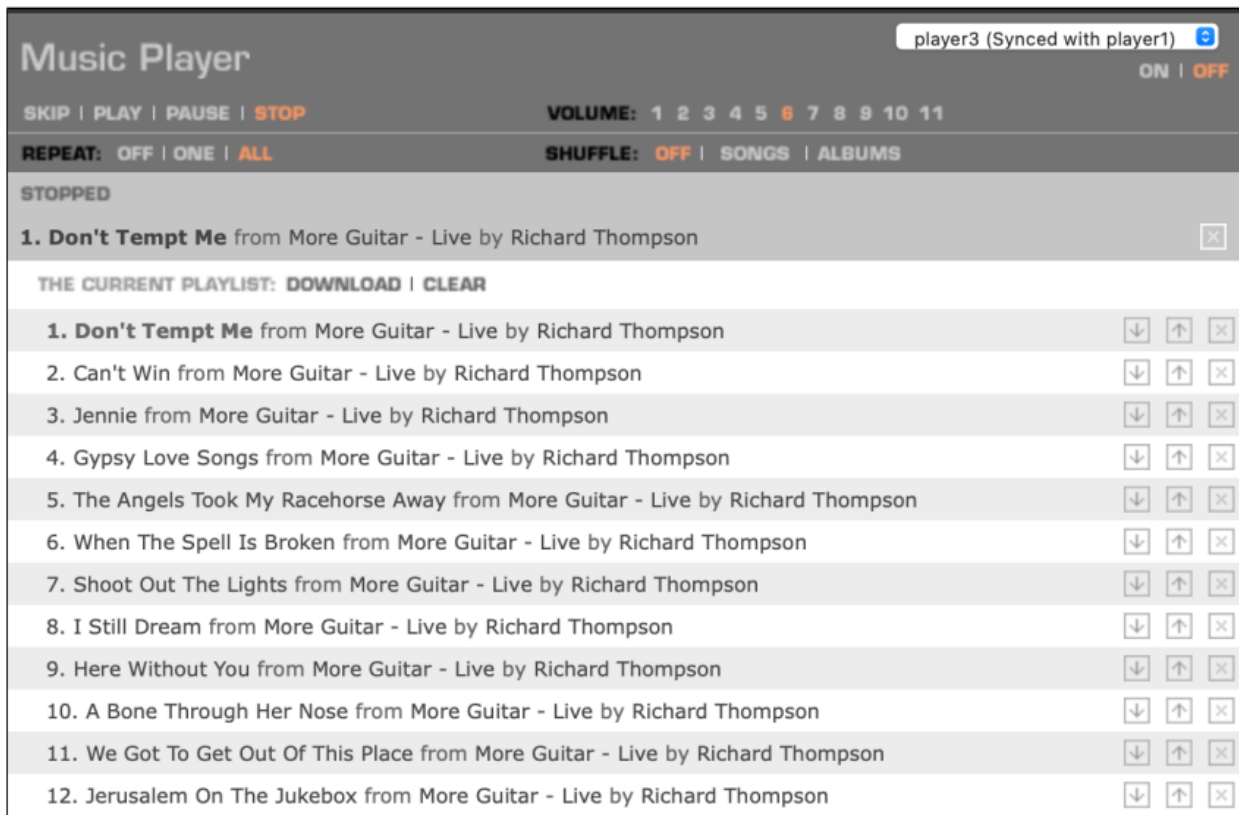 player3 (Synced with player1)
Music Player
ON | OFF
SKIP | PLAY | PAUSE | STOP VOLUME: 1 2 3 4 5 6 7 8 9 10 11
REPEAT: OFF | ONE | ALL SHUFFLE: OFF | SONGS | ALBUMS
STOPPED
1. Don't Tempt Me from More Guitar - Live by Richard Thompson
THE CURRENT PLAYLIST: DOWNLOAD | CLEAR
1. Don't Tempt Me from More Guitar - Live by Richard Thompson
2. Can't Win from More Guitar - Live by Richard Thompson
3. Jennie from More Guitar - Live by Richard Thompson
4. Gypsy Love Songs from More Guitar - Live by Richard Thompson
5. The Angels Took My Racehorse Away from More Guitar - Live by Richard Thompson
6. When The Spell Is Broken from More Guitar - Live by Richard Thompson
7. Shoot Out The Lights from More Guitar - Live by Richard Thompson
8. I Still Dream from More Guitar - Live by Richard Thompson
9. Here Without You from More Guitar - Live by Richard Thompson
10. A Bone Through Her Nose from More Guitar - Live by Richard Thompson
11. We Got To Get Out Of This Place from More Guitar - Live by Richard Thompson
12. Jerusalem On The Jukebox from More Guitar - Live by Richard Thompson